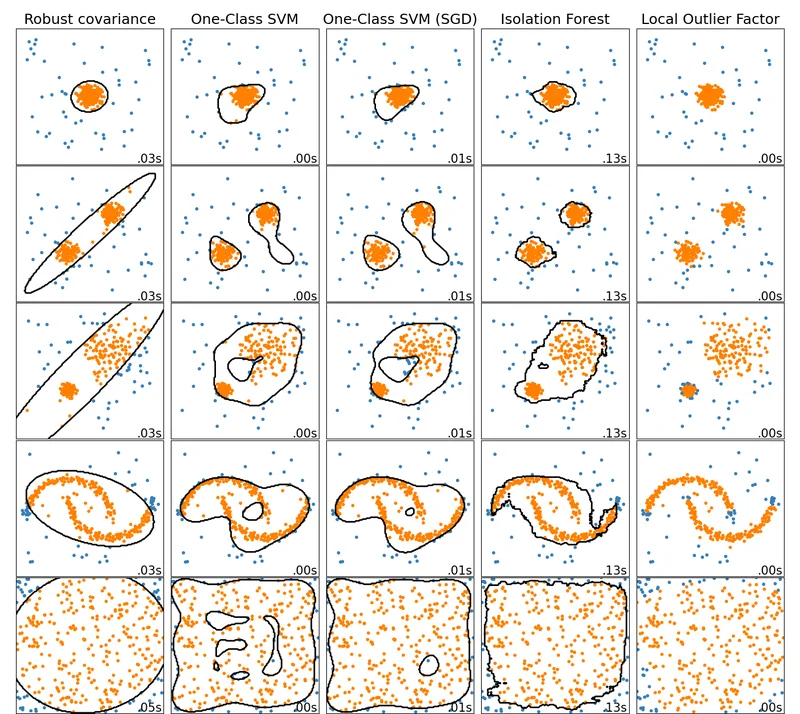 Robust covariance One-Class SVM One-Class SVM (SGD) Isolation Forest Local Outlier Factor
.03s .00s .01s .13s .00s
.03s .00s .01s .13s .00s
.03s .00s .01s .13s .00s
.03s .00s .01s .13s .00s
.05s .00s .01s .13s .00s